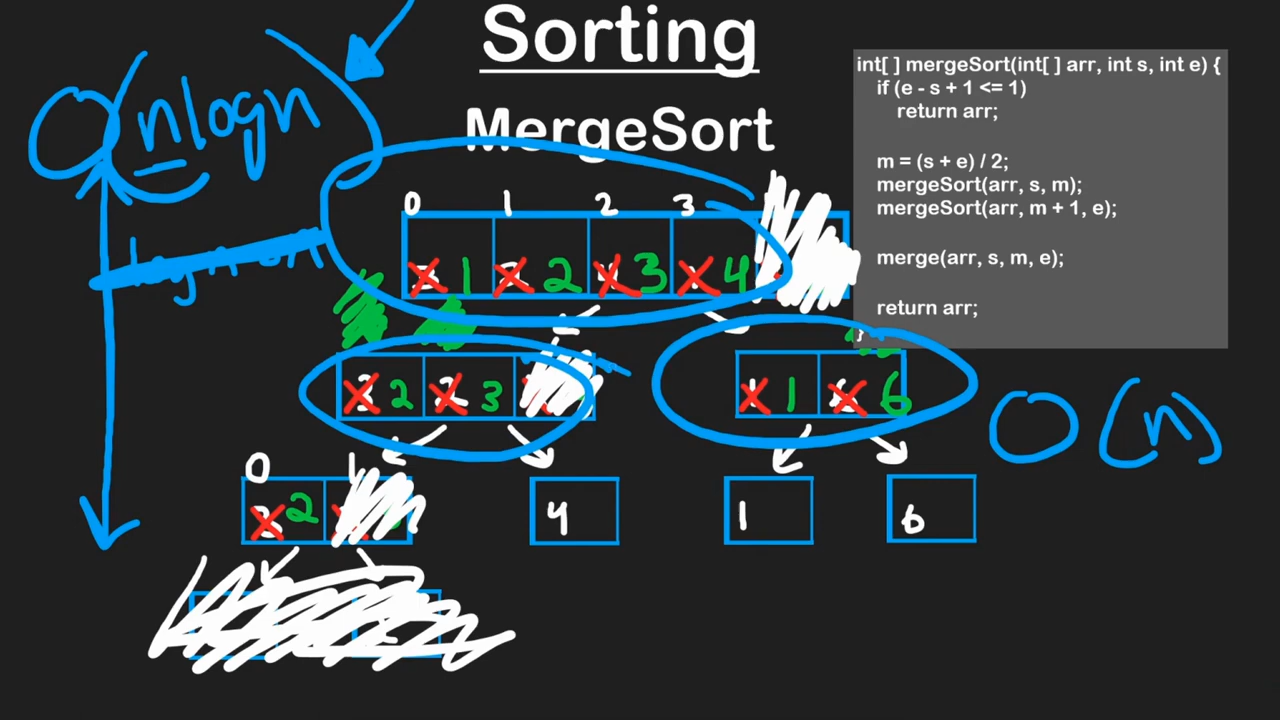 Sorting
MergeSort
O(nlogn)
int[ ] mergeSort(int[ ] arr, int s, int e) {
if (e - s + 1 <= 1)
return arr;
m = (s + e) / 2;
mergeSort(arr, s, m);
mergeSort(arr, m + 1, e);
merge(arr, s, m, e);
return arr;
}
0 1 2 3
1 2 3 4
2 3 1 6
O(n)
0 1
2 4 1 6